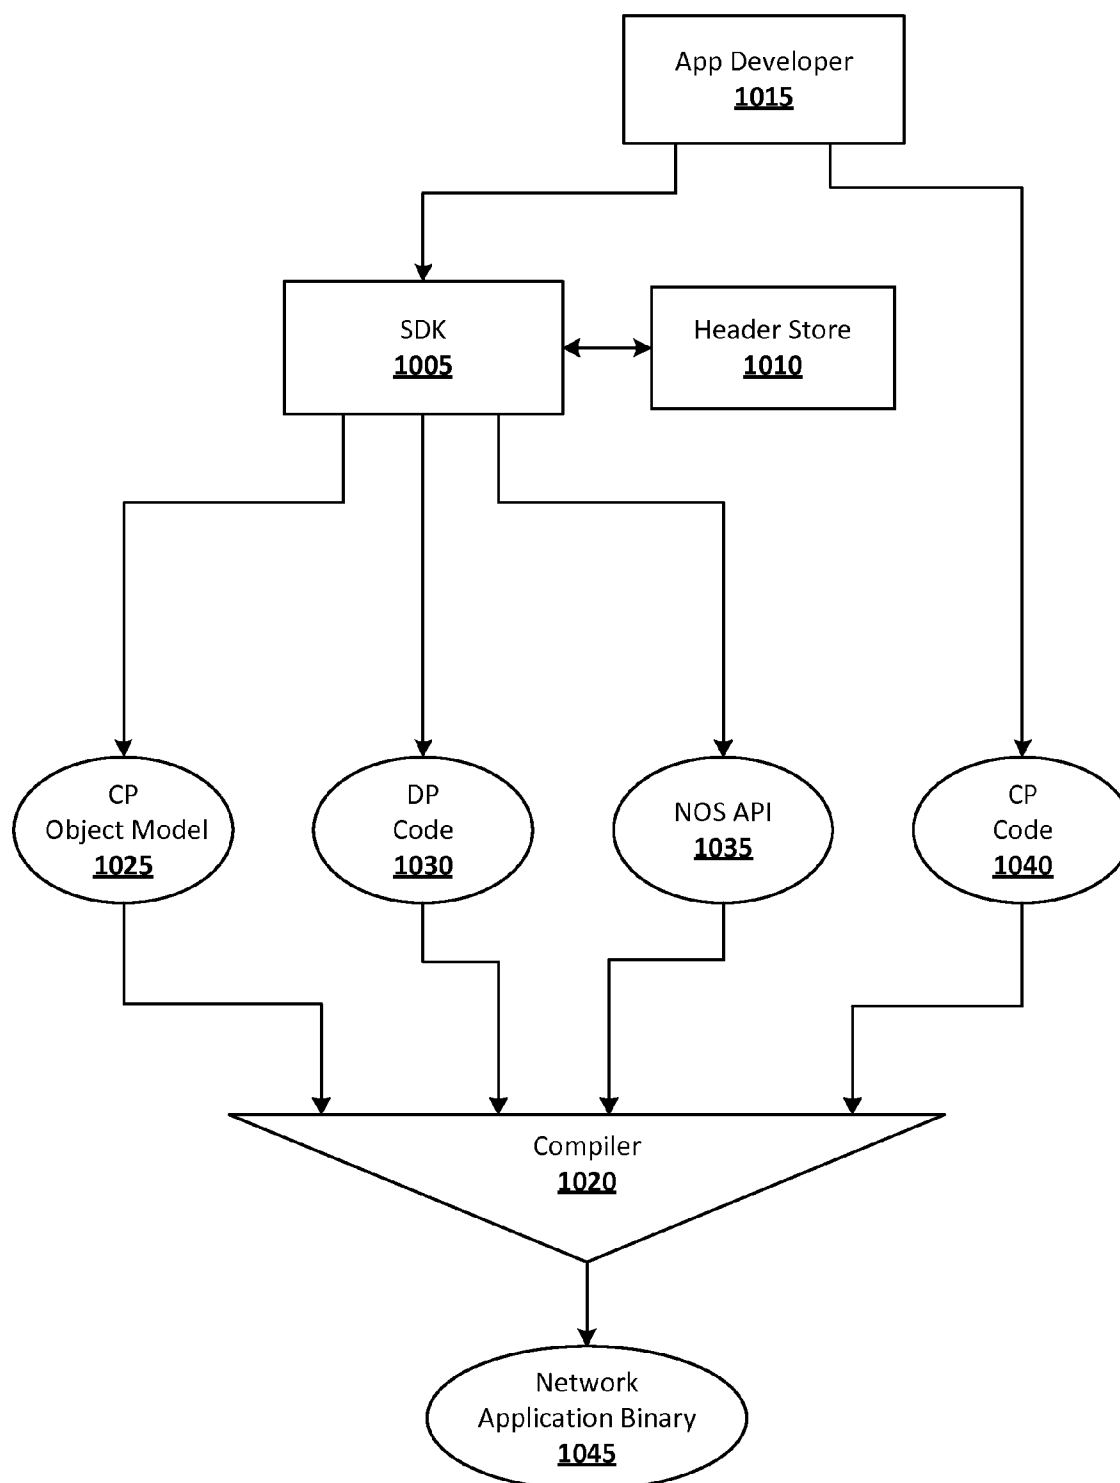 App Developer
1015
SDK
1005
Header Store
1010
CP
Object Model
1025
DP
Code
1030
NOS API
1035
CP
Code
1040
Compiler
1020
Network
Application Binary
1045